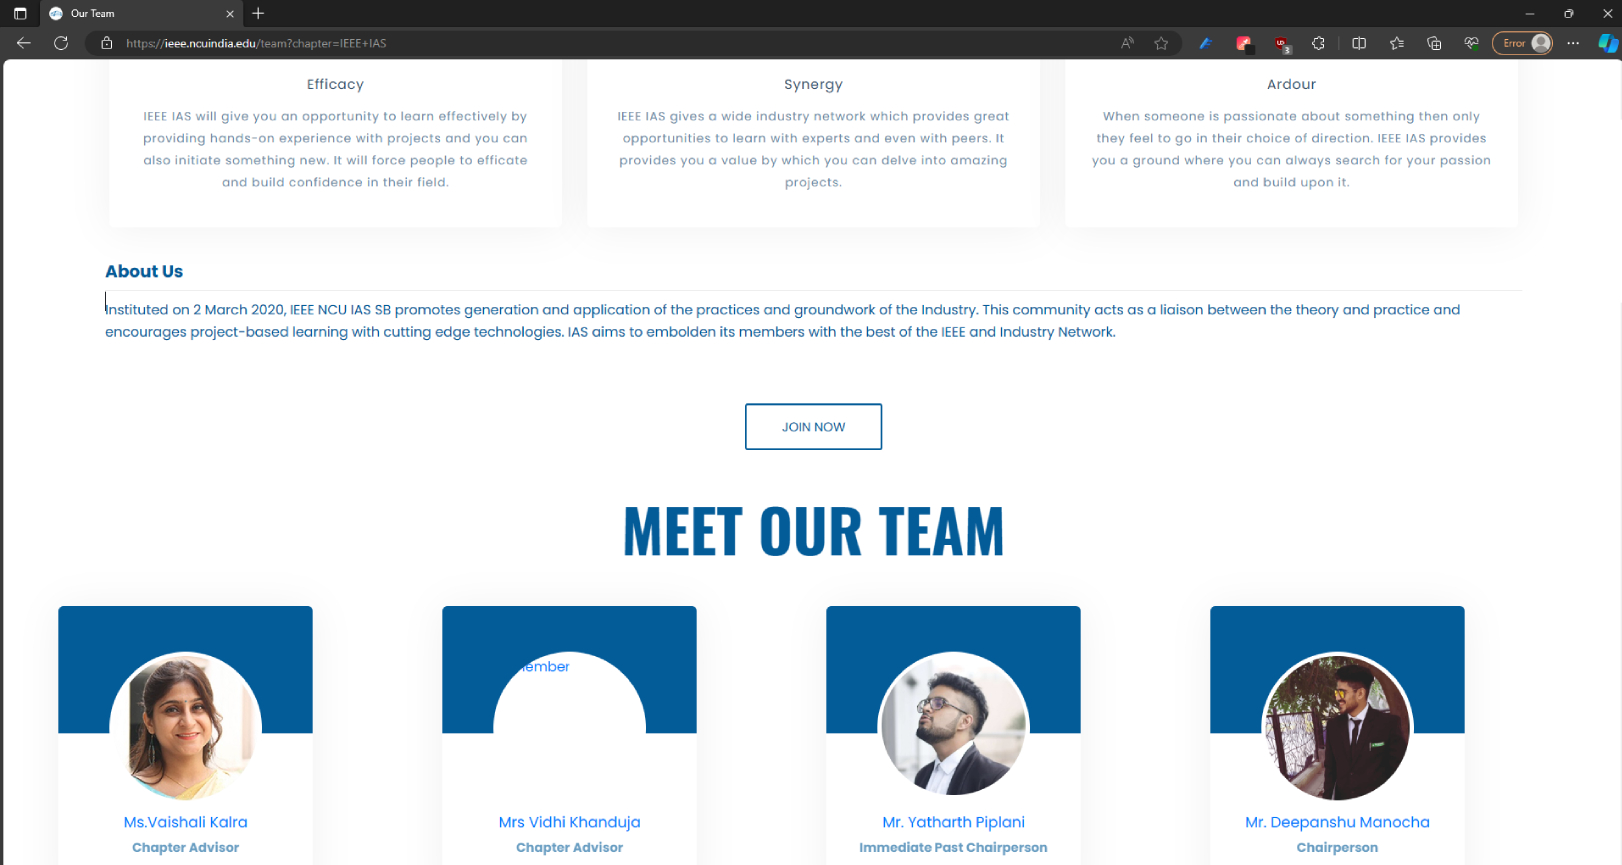 Our Team
https://ieee.ncuindia.edu/team?chapter=IEEE+IAS
Error
3
Efficacy
IEEE IAS will give you an opportunity to learn effectively by
providing hands-on experience with projects and you can
also initiate something new. It will force people to efficate
and build confidence in their field.
Synergy
IEEE IAS gives a wide industry network which provides great
opportunities to learn with experts and even with peers. It
provides you a value by which you can delve into amazing
projects.
Ardour
When someone is passionate about something then only
they feel to go in their choice of direction. IEEE IAS provides
you a ground where you can always search for your passion
and build upon it.
About Us
Instituted on 2 March 2020, IEEE NCU IAS SB promotes generation and application of the practices and groundwork of the Industry. This community acts as a liaison between the theory and practice and
encourages project-based learning with cutting edge technologies. IAS aims to embolden its members with the best of the IEEE and Industry Network.
JOIN NOW
MEET OUR TEAM
Ms.Vaishali Kalra
Chapter Advisor
ember
Mrs Vidhi Khanduja
Chapter Advisor
Mr. Yatharth Piplani
Immediate Past Chairperson
Mr. Deepanshu Manocha
Chairperson